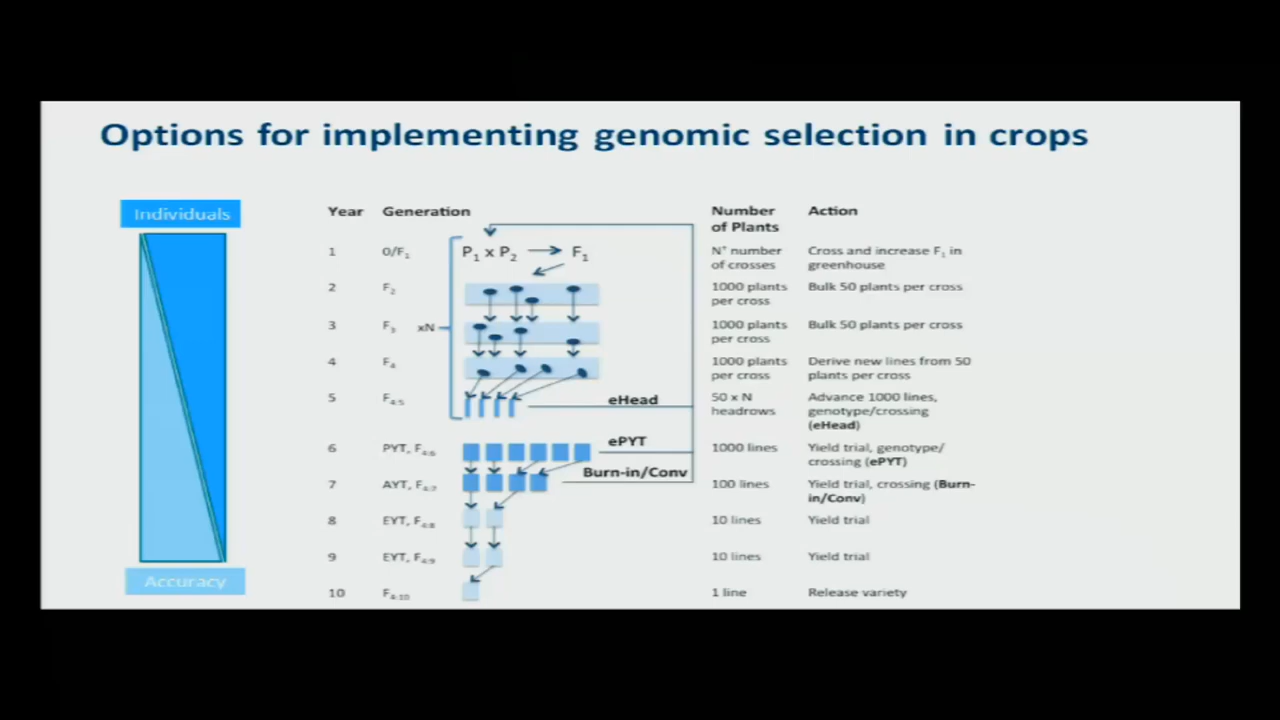 Options for implementing genomic selection in crops
Individuals
Accuracy
Year Generation Number of Plants Action
1 0/F1 P1 x P2 F1 N° number of crosses Cross and increase F1 in greenhouse
2 F2 1000 plants per cross Bulk 50 plants per cross
3 F3 xN 1000 plants per cross Bulk 50 plants per cross
4 F4 1000 plants per cross Derive new lines from 50 plants per cross
5 F4:5 eHead 50 x N headrows Advance 1000 lines, genotype/crossing (eHead)
6 PYT, F4:6 ePYT 1000 lines Yield trial, genotype/crossing (ePYT)
7 AYT, F4:7 Burn-in/Conv 100 lines Yield trial, crossing (Burn-in/Conv)
8 EYT, F4:8 10 lines Yield trial
9 EYT, F4:9 10 lines Yield trial
10 F4:10 1 line Release variety